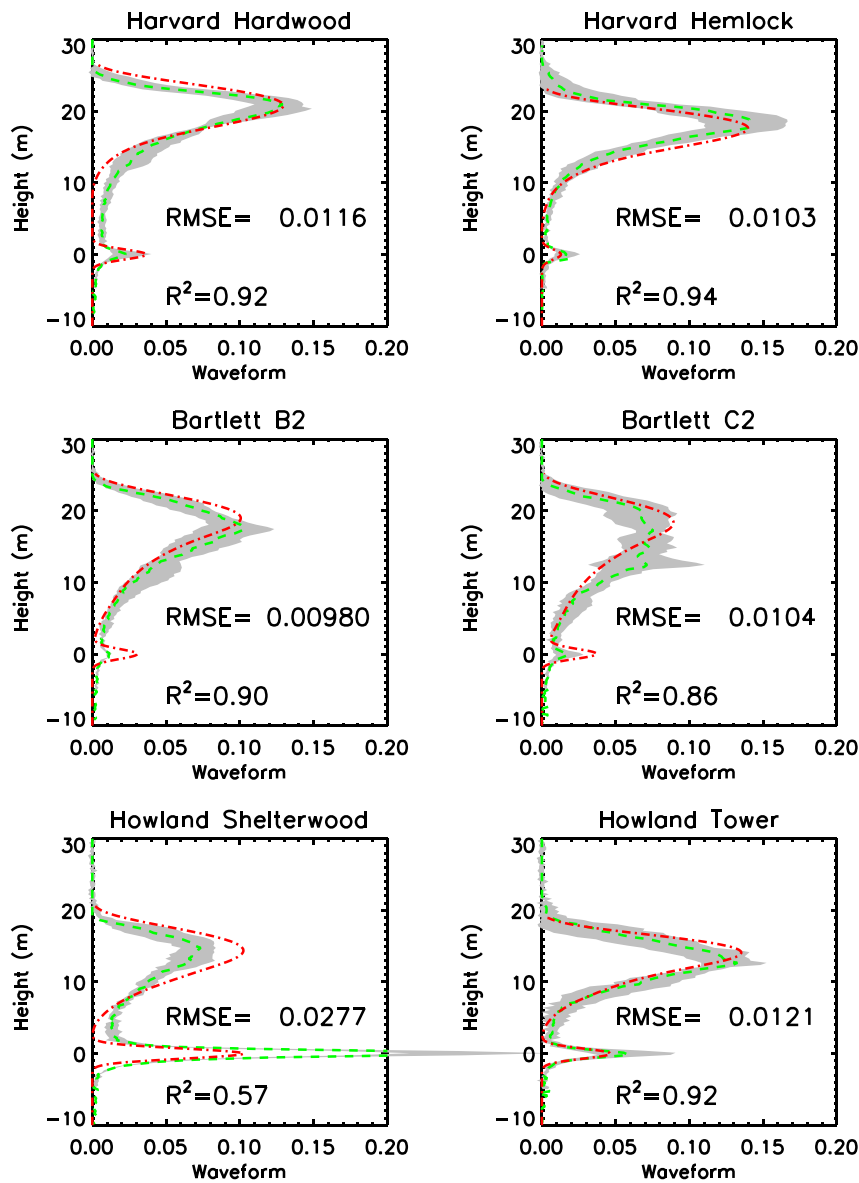 Harvard Hardwood
30
20
10
0
−10
Height (m)
RMSE= 0.0116
R²=0.92
0.00 0.05 0.10 0.15 0.20
Waveform
Harvard Hemlock
30
20
10
0
−10
Height (m)
RMSE= 0.0103
R²=0.94
0.00 0.05 0.10 0.15 0.20
Waveform
Bartlett B2
30
20
10
0
−10
Height (m)
RMSE= 0.00980
R²=0.90
0.00 0.05 0.10 0.15 0.20
Waveform
Bartlett C2
30
20
10
0
−10
Height (m)
RMSE= 0.0104
R²=0.86
0.00 0.05 0.10 0.15 0.20
Waveform
Howland Shelterwood
30
20
10
0
−10
Height (m)
RMSE= 0.0277
R²=0.57
0.00 0.05 0.10 0.15 0.20
Waveform
Howland Tower
30
20
10
0
−10
Height (m)
RMSE= 0.0121
R²=0.92
0.00 0.05 0.10 0.15 0.20
Waveform